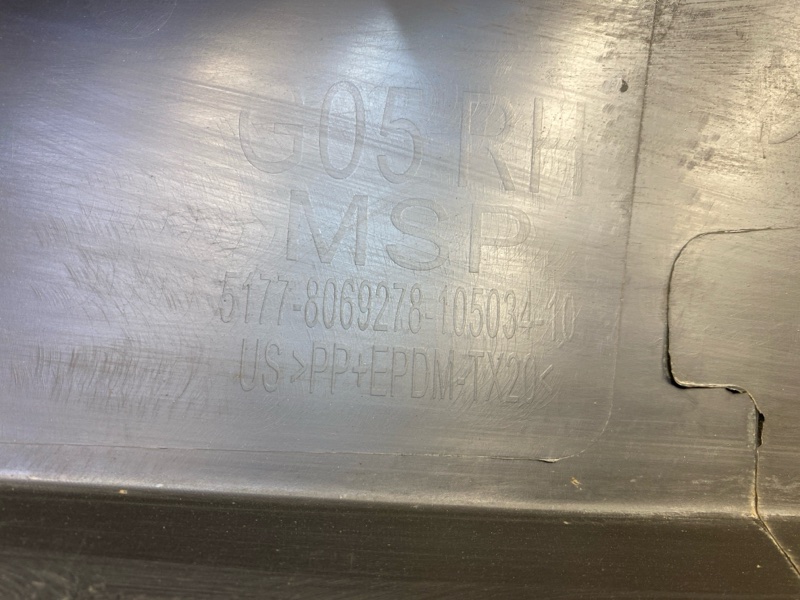 G05 RH
MSP
5177-8069278-105034-10
US >PP+EPDM-TX20<